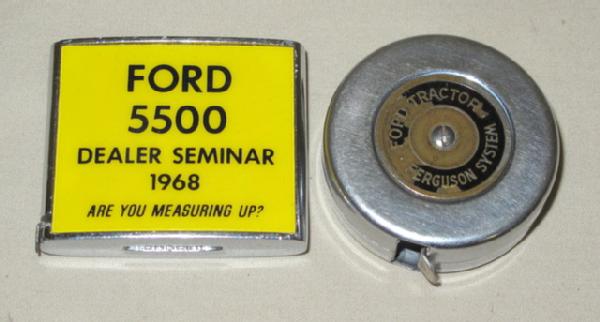 FORD
5500
DEALER SEMINAR
1968
ARE YOU MEASURING UP?
FORD TRACTOR
FERGUSON SYSTEM